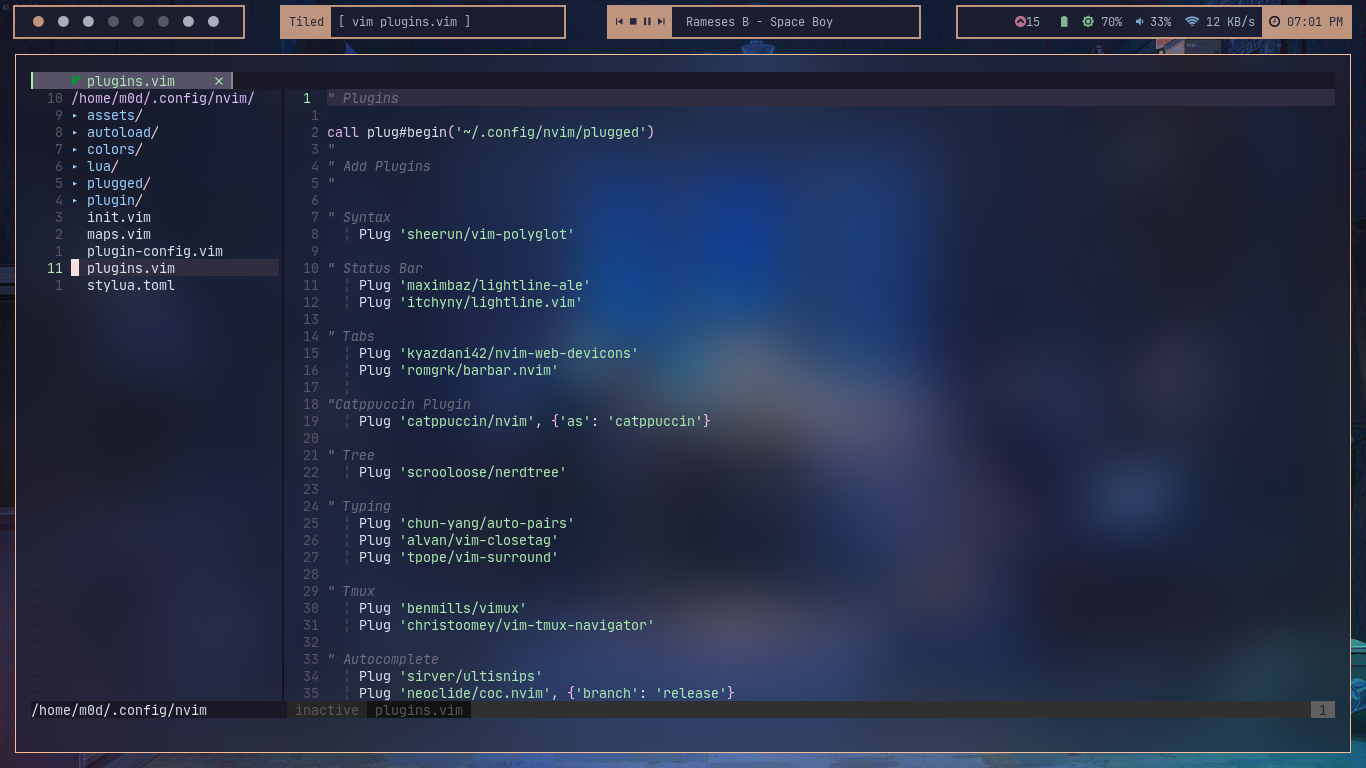 Tiled [ vim plugins.vim ] Rameses B - Space Boy 15 70% 33% 12 KB/s 07:01 PM
plugins.vim ×
10 /home/m0d/.config/nvim/
9 ▸ assets/
8 ▸ autoload/
7 ▸ colors/
6 ▸ lua/
5 ▸ plugged/
4 ▸ plugin/
3 init.vim
2 maps.vim
1 plugin-config.vim
11 plugins.vim
1 stylua.toml
1 " Plugins
1
2 call plug#begin('~/.config/nvim/plugged')
3 "
4 " Add Plugins
5 "
6
7 " Syntax
8 ¦ Plug 'sheerun/vim-polyglot'
9
10 " Status Bar
11 ¦ Plug 'maximbaz/lightline-ale'
12 ¦ Plug 'itchyny/lightline.vim'
13
14 " Tabs
15 ¦ Plug 'kyazdani42/nvim-web-devicons'
16 ¦ Plug 'romgrk/barbar.nvim'
17 ¦
18 "Catppuccin Plugin
19 ¦ Plug 'catppuccin/nvim', {'as': 'catppuccin'}
20
21 " Tree
22 ¦ Plug 'scrooloose/nerdtree'
23
24 " Typing
25 ¦ Plug 'chun-yang/auto-pairs'
26 ¦ Plug 'alvan/vim-closetag'
27 ¦ Plug 'tpope/vim-surround'
28
29 " Tmux
30 ¦ Plug 'benmills/vimux'
31 ¦ Plug 'christoomey/vim-tmux-navigator'
32
33 " Autocomplete
34 ¦ Plug 'sirver/ultisnips'
35 ¦ Plug 'neoclide/coc.nvim', {'branch': 'release'}
/home/m0d/.config/nvim inactive plugins.vim 1